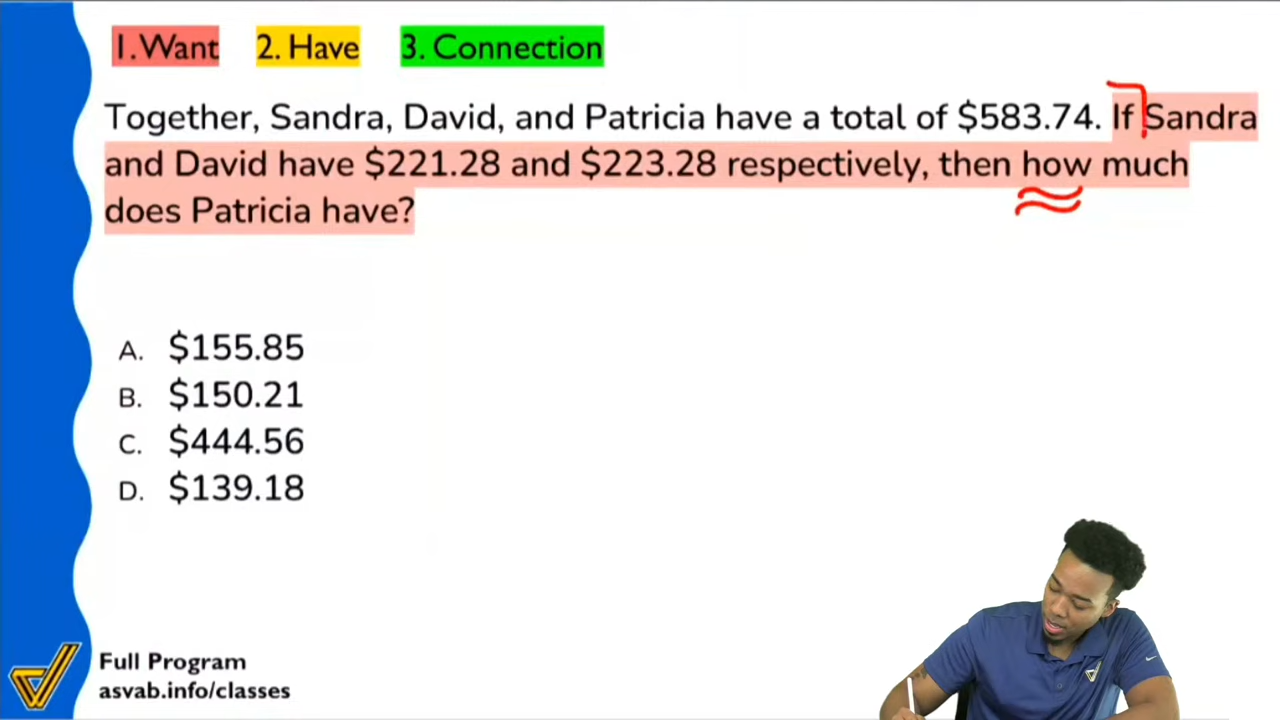 1. Want 2. Have 3. Connection
Together, Sandra, David, and Patricia have a total of $583.74. If Sandra
and David have $221.28 and $223.28 respectively, then how much
does Patricia have?
A. $155.85
B. $150.21
C. $444.56
D. $139.18
Full Program
asvab.info/classes